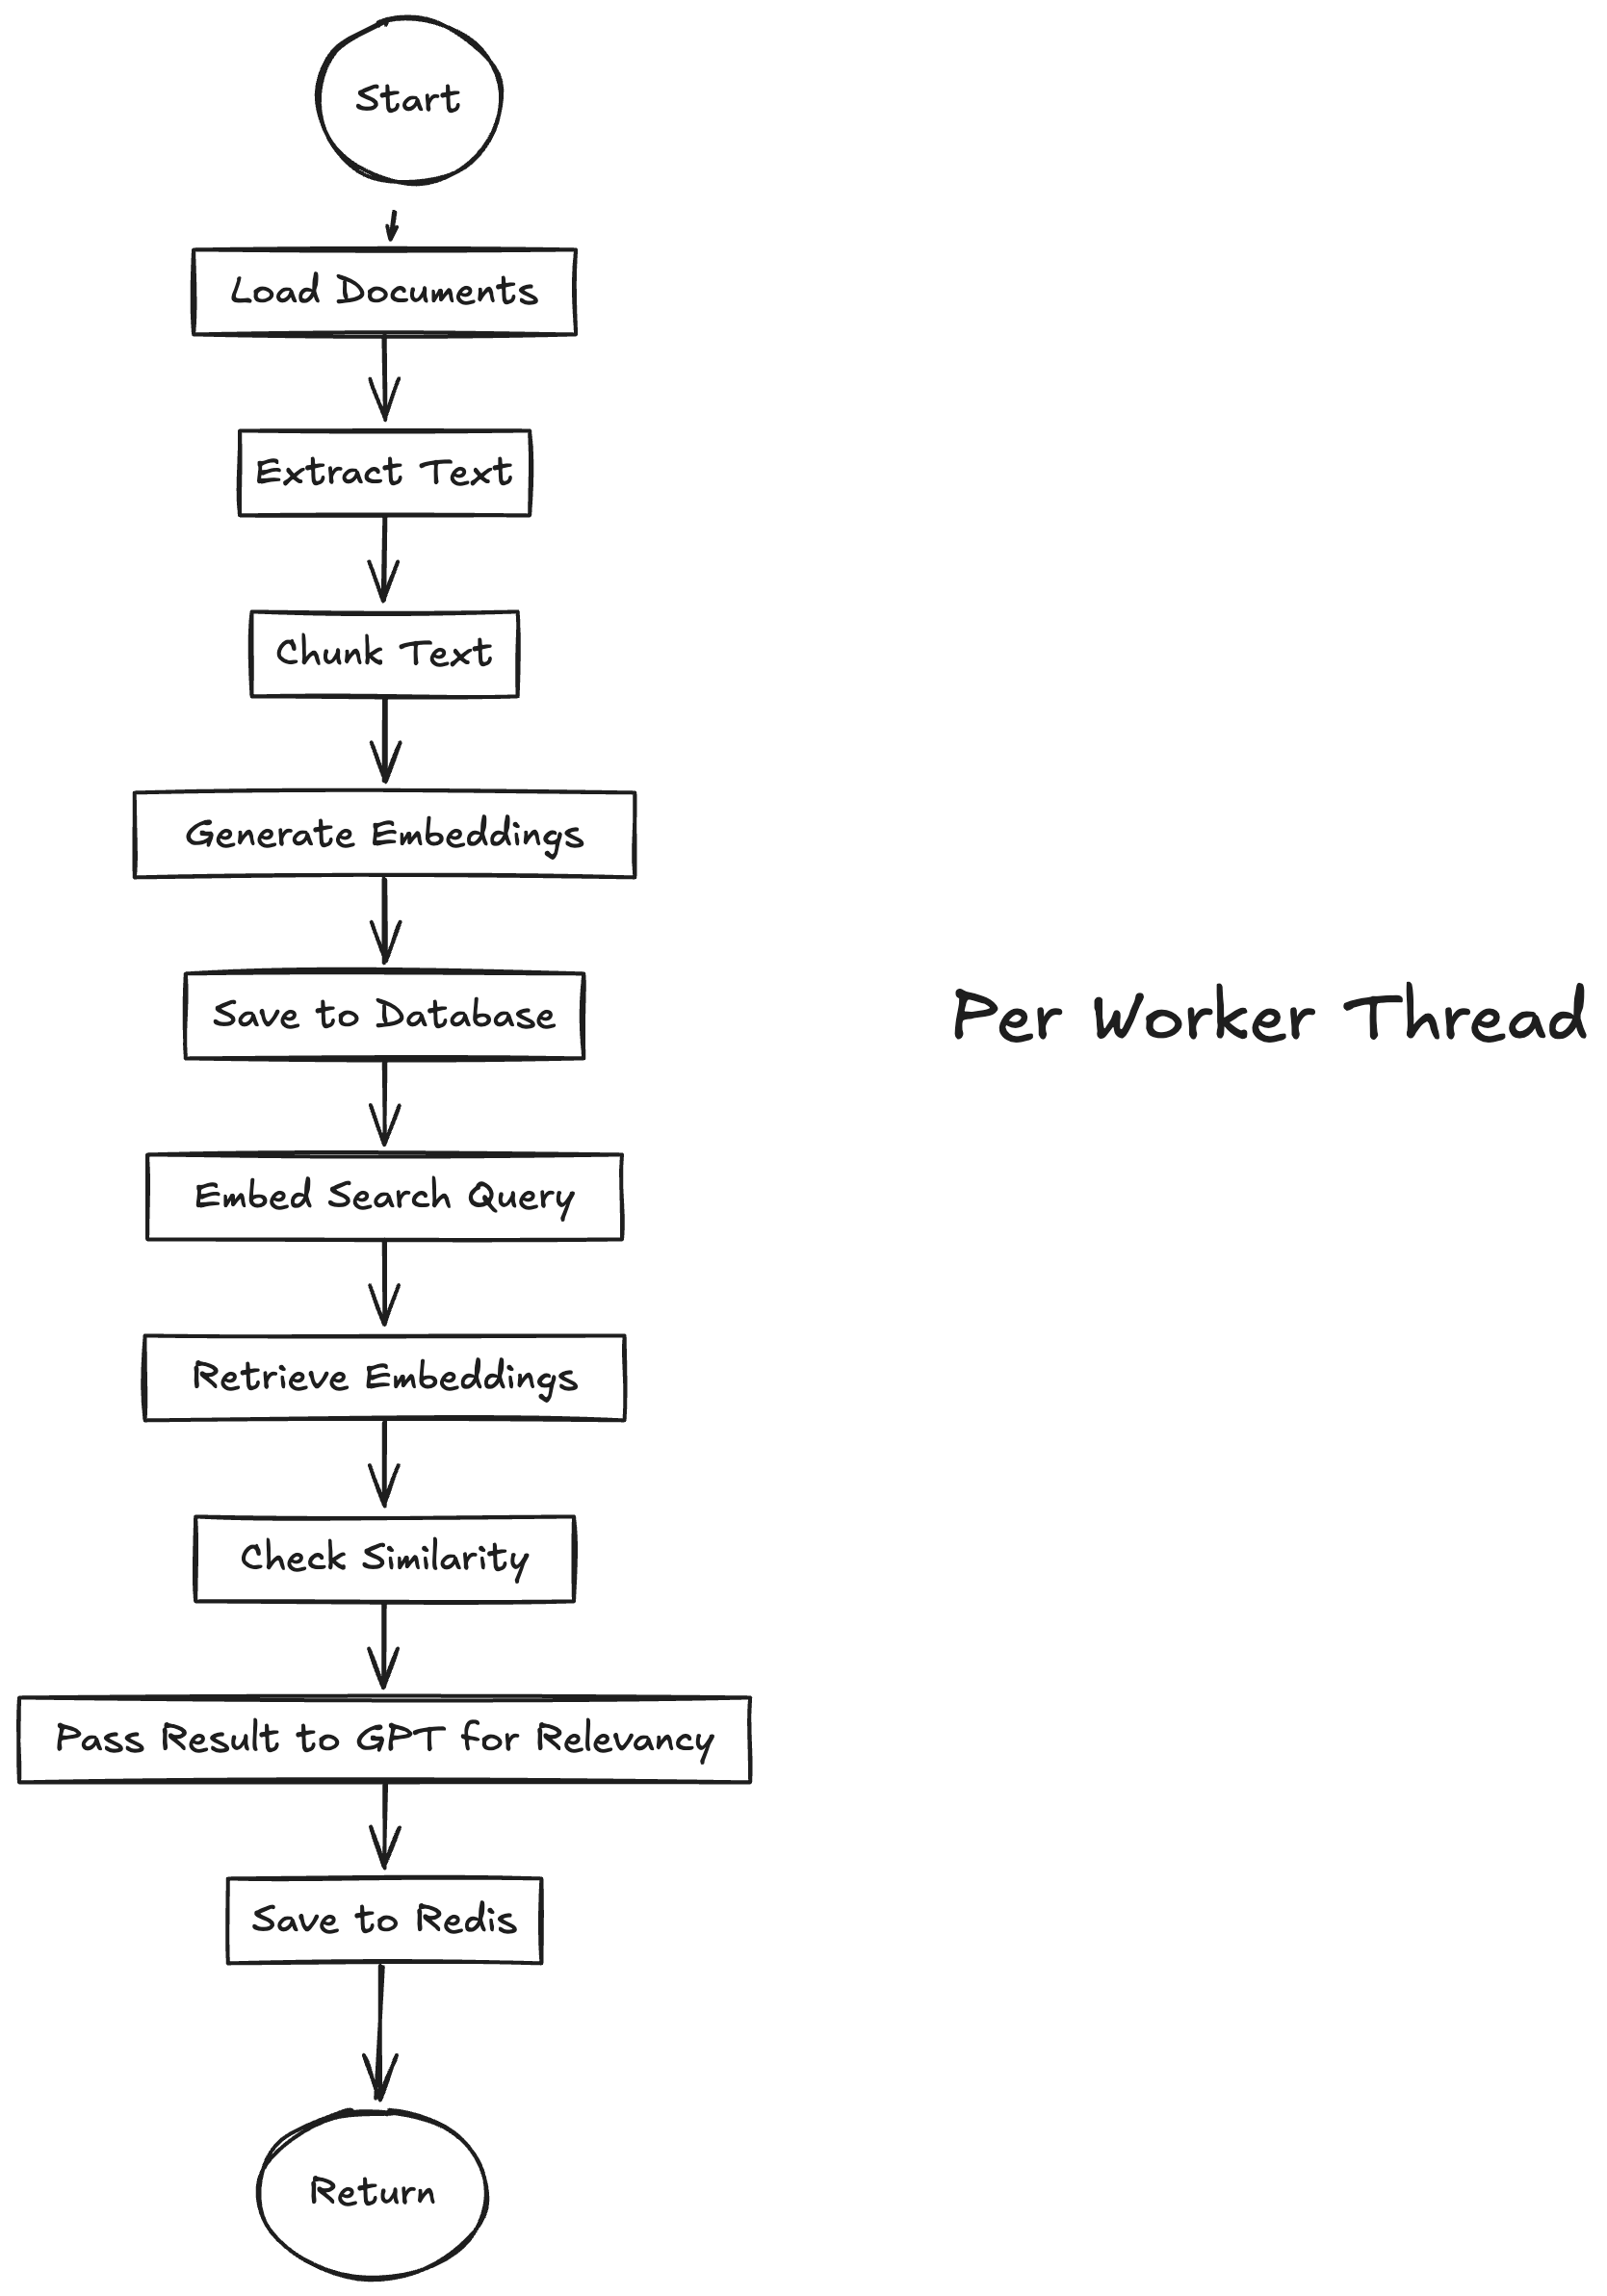 Start
Load Documents
Extract Text
Chunk Text
Generate Embeddings
Save to Database
Per Worker Thread
Embed Search Query
Retrieve Embeddings
Check Similarity
Pass Result to GPT for Relevancy
Save to Redis
Return